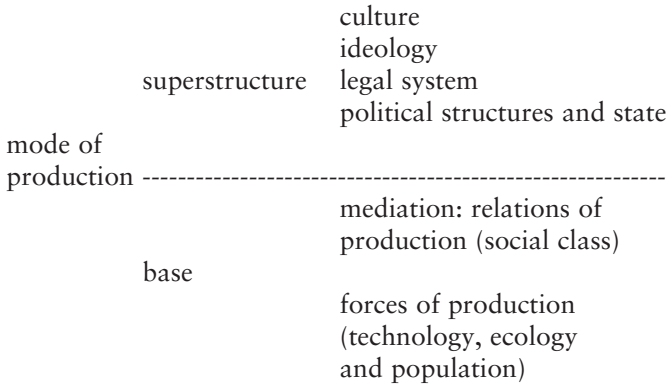 culture
ideology
superstructure legal system
political structures and state
mode of
production ----------------------------------------------------------
mediation: relations of
production (social class)
base
forces of production
(technology, ecology
and population)